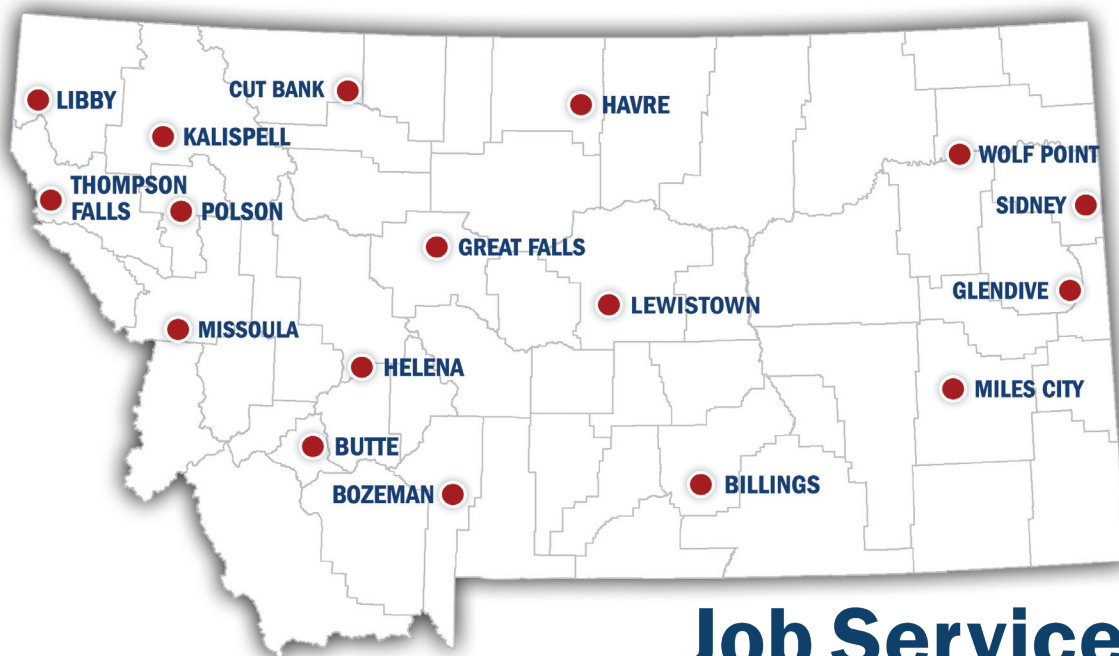 CUT BANK
LIBBY
HAVRE
KALISPELL
WOLF POINT
THOMPSON
FALLS
POLSON
SIDNEY
GREAT FALLS
GLENDIVE
LEWISTOWN
MISSOULA
HELENA
MILES CITY
BUTTE
BILLINGS
BOZEMAN
Job Service